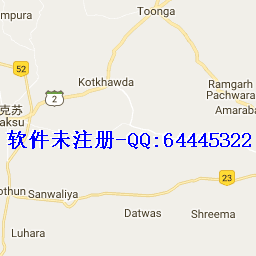 Toonga
mpura
52
Kotkhawda
Ramgarh
Pachwara
2
Amaraba
克苏
aksu
软件未注册-QQ:64445322
othun
Sanwaliya
23
Datwas
Shreema
Luhara